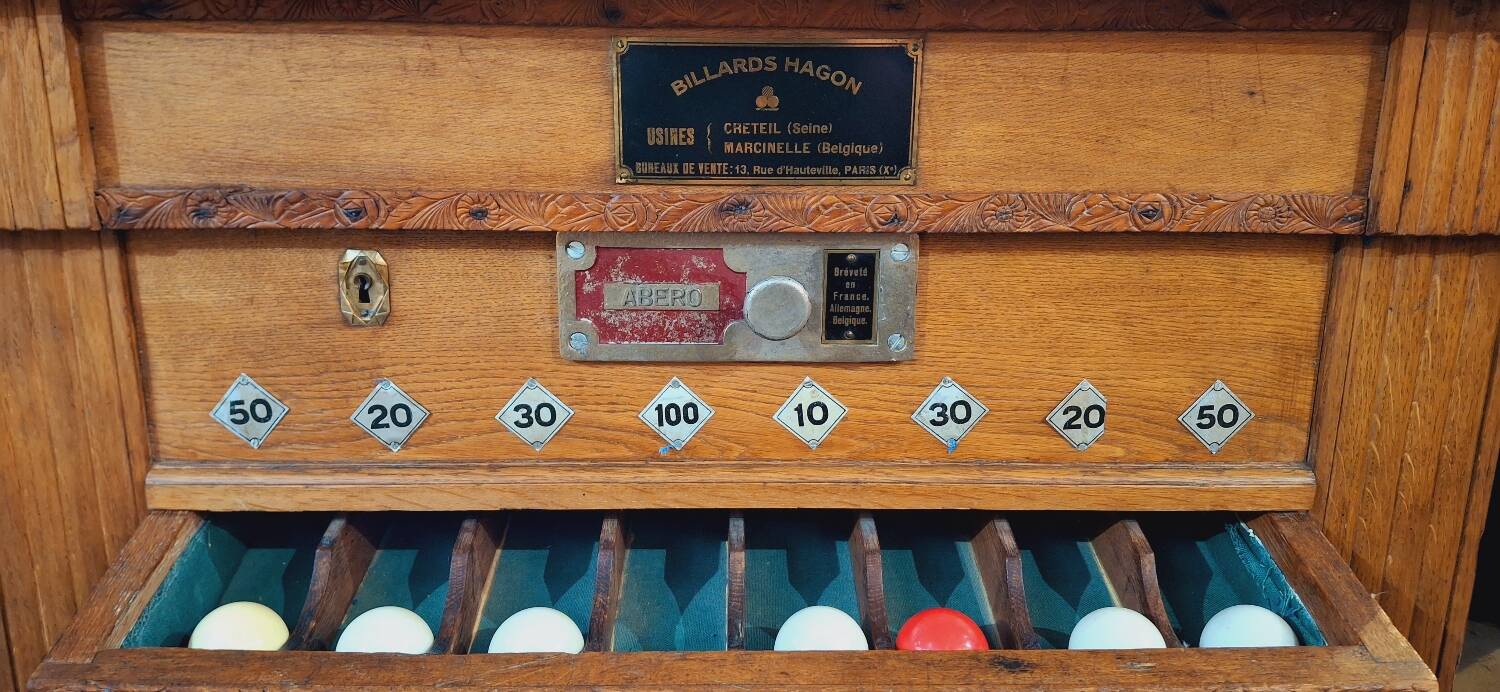 BILLARDS HAGON
USINES { CRETEIL (Seine)
MARCINELLE (Belgique)
BUREAUX DE VENTE: 13, Rue d'Hauteville, PARIS (Xe)
ABERO
Brévété
en
France.
Allemagne.
Belgique.
50 20 30 100 10 30 20 50